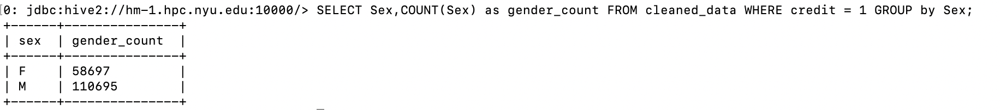 [0: jdbc:hive2://hm-1.hpc.nyu.edu:10000/> SELECT Sex,COUNT(Sex) as gender_count FROM cleaned_data WHERE credit = 1 GROUP by Sex;
+------+---------------+
| sex  | gender_count  |
+------+---------------+
| F    | 58697         |
| M    | 110695        |
+------+---------------+